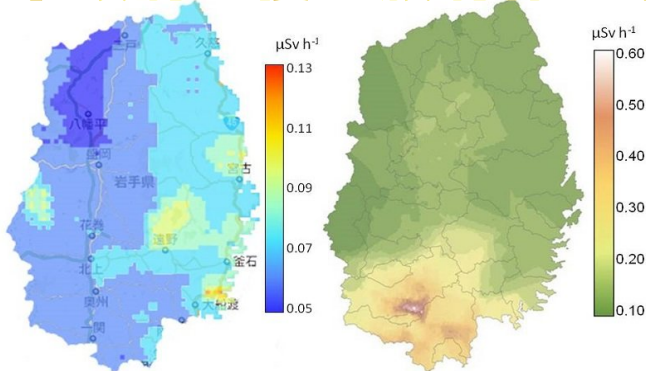 二戸
久慈
μSv h⁻¹
0.13
八幡平
0.11
盛岡
宮古
岩手県
0.09
花巻
遠野
0.07
釜石
北上
奥州
大船渡
0.05
一関
μSv h⁻¹
0.60
0.50
0.40
0.30
0.20
0.10